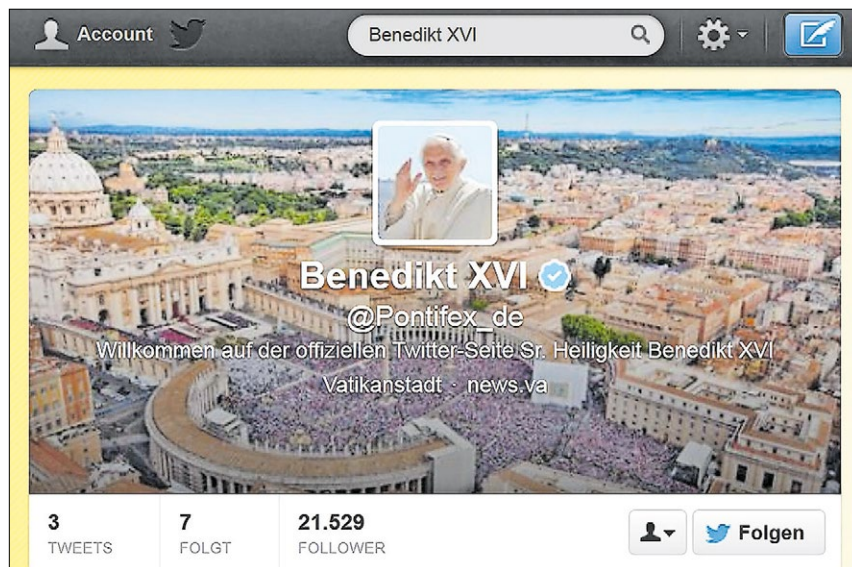 Account
Benedikt XVI
Benedikt XVI
@Pontifex_de
Willkommen auf der offiziellen Twitter-Seite Sr. Heiligkeit Benedikt XVI
Vatikanstadt · news.va
3 7 21.529
TWEETS FOLGT FOLLOWER
Folgen